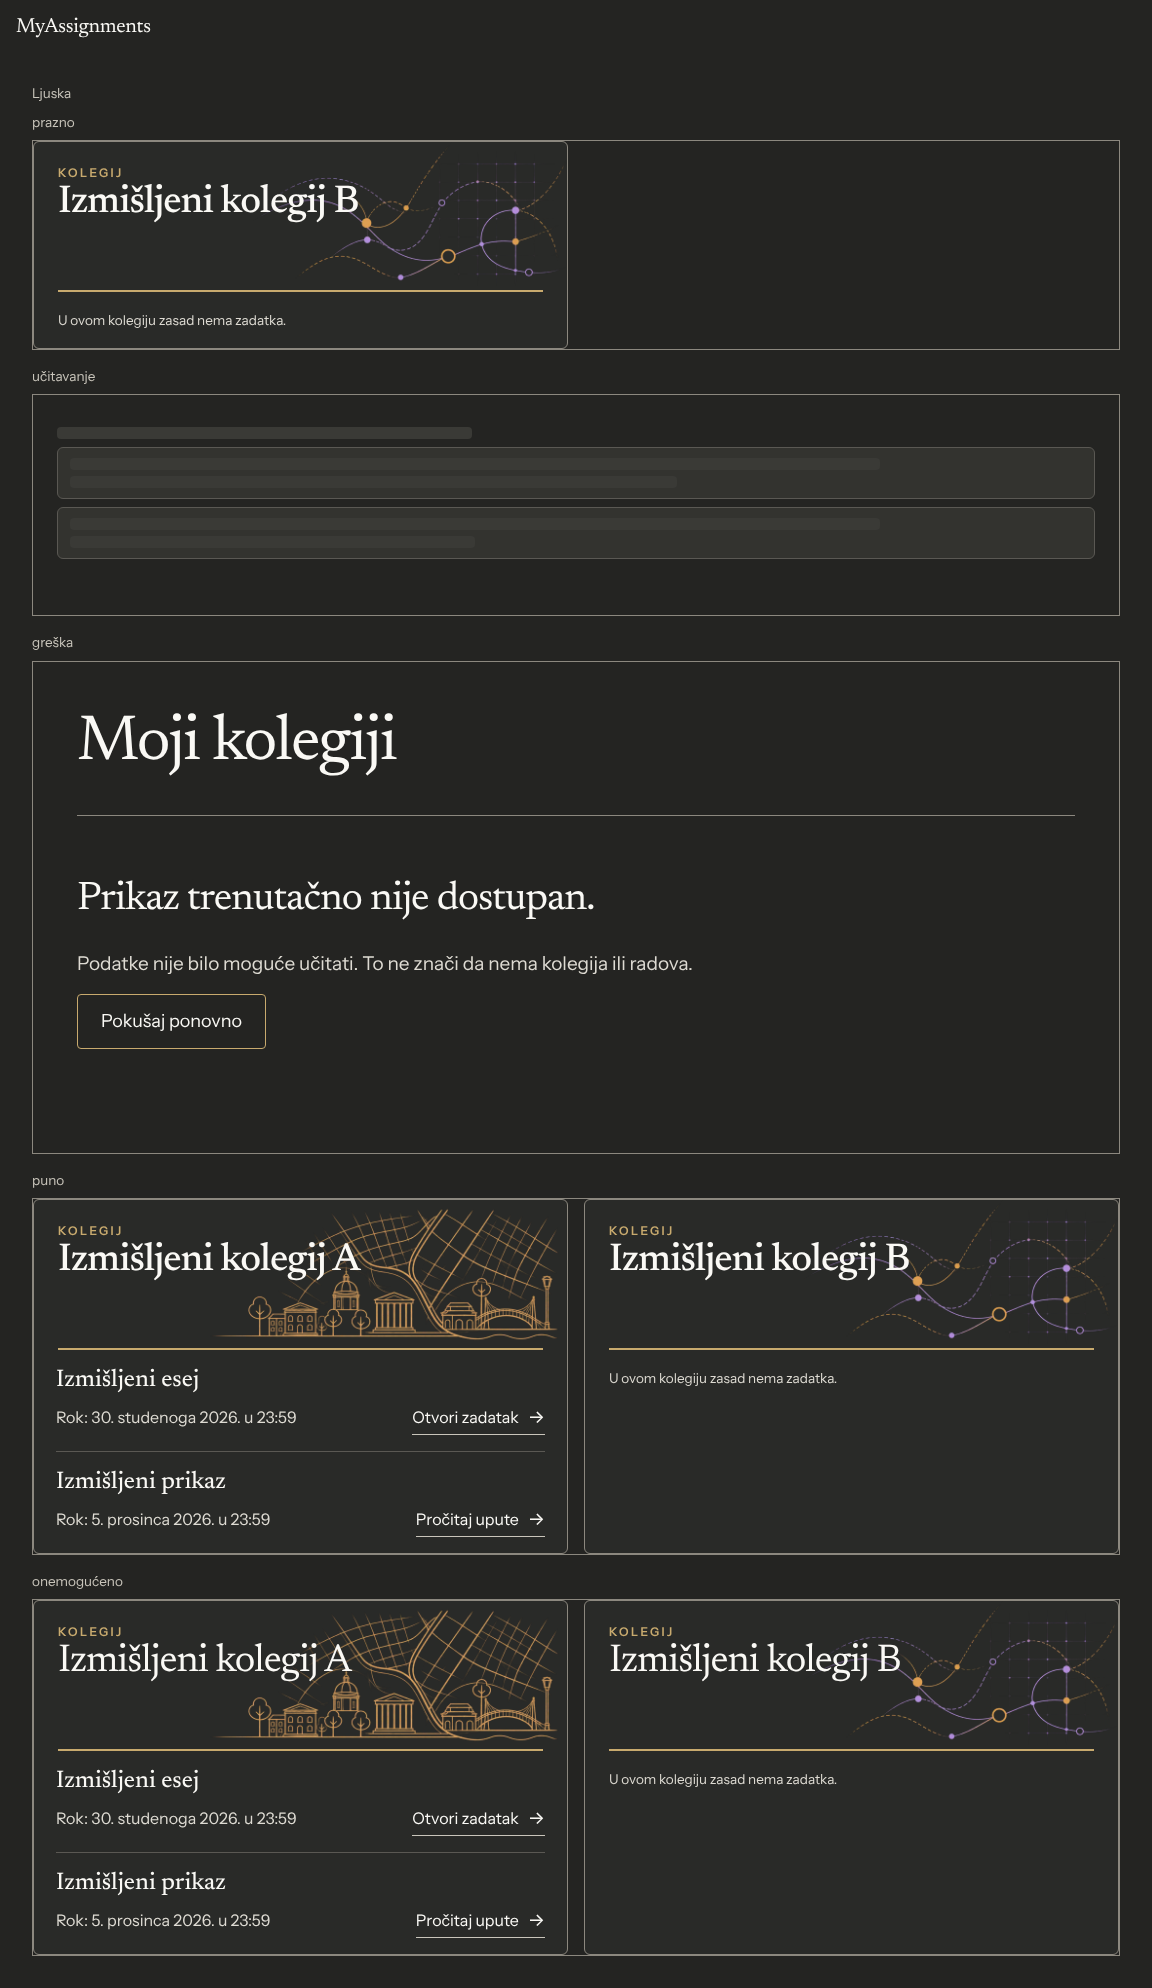 MyAssignments
Ljuska
prazno
KOLEGIJ
Izmišljeni kolegij B
U ovom kolegiju zasad nema zadatka.
učitavanje
greška
Moji kolegiji
Prikaz trenutačno nije dostupan.
Podatke nije bilo moguće učitati. To ne znači da nema kolegija ili radova.
Pokušaj ponovno
puno
KOLEGIJ
Izmišljeni kolegij A
Izmišljeni esej
Rok: 30. studenoga 2026. u 23:59
Otvori zadatak →
Izmišljeni prikaz
Rok: 5. prosinca 2026. u 23:59
Pročitaj upute →
KOLEGIJ
Izmišljeni kolegij B
U ovom kolegiju zasad nema zadatka.
onemogućeno
KOLEGIJ
Izmišljeni kolegij A
Izmišljeni esej
Rok: 30. studenoga 2026. u 23:59
Otvori zadatak →
Izmišljeni prikaz
Rok: 5. prosinca 2026. u 23:59
Pročitaj upute →
KOLEGIJ
Izmišljeni kolegij B
U ovom kolegiju zasad nema zadatka.